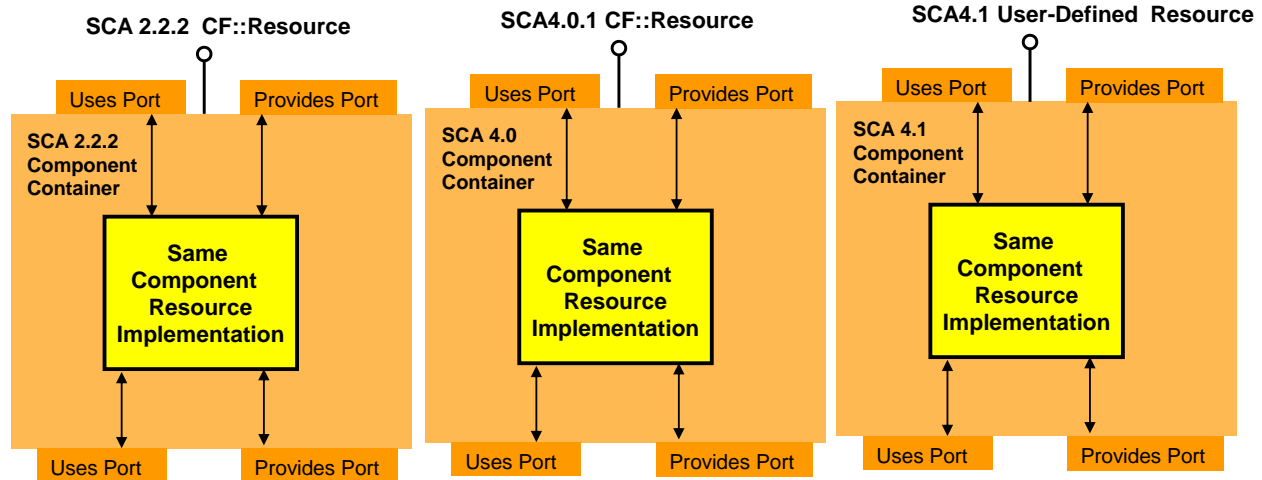 SCA 2.2.2 CF::Resource
Uses Port
Provides Port
SCA 2.2.2
Component
Container
Same
Component
Resource
Implementation
Uses Port
Provides Port
SCA4.0.1 CF::Resource
Uses Port
Provides Port
SCA 4.0
Component
Container
Same
Component
Resource
Implementation
Uses Port
Provides Port
SCA4.1 User-Defined Resource
Uses Port
Provides Port
SCA 4.1
Component
Container
Same
Component
Resource
Implementation
Uses Port
Provides Port